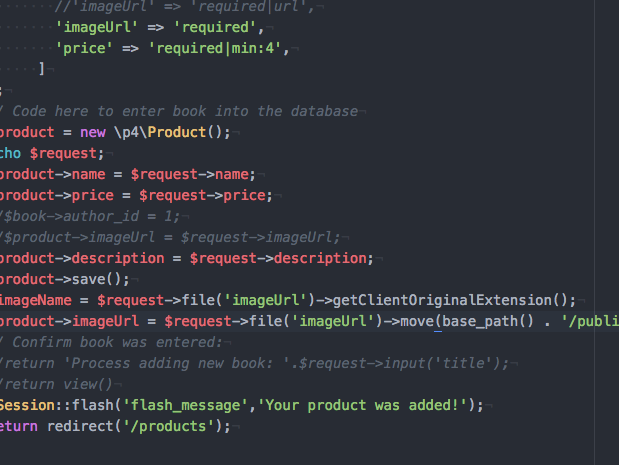 //'imageUrl' => 'required|url',
'imageUrl' => 'required',
'price' => 'required|min:4',
]
;
/ Code here to enter book into the database
product = new \p4\Product();
cho $request;
product->name = $request->name;
product->price = $request->price;
/$book->author_id = 1;
/$product->imageUrl = $request->imageUrl;
product->description = $request->description;
product->save();
imageName = $request->file('imageUrl')->getClientOriginalExtension();
product->imageUrl = $request->file('imageUrl')->move(base_path() . '/publi
/ Confirm book was entered:
/return 'Process adding new book: '.$request->input('title');
/return view()
Session::flash('flash_message','Your product was added!');
eturn redirect('/products');